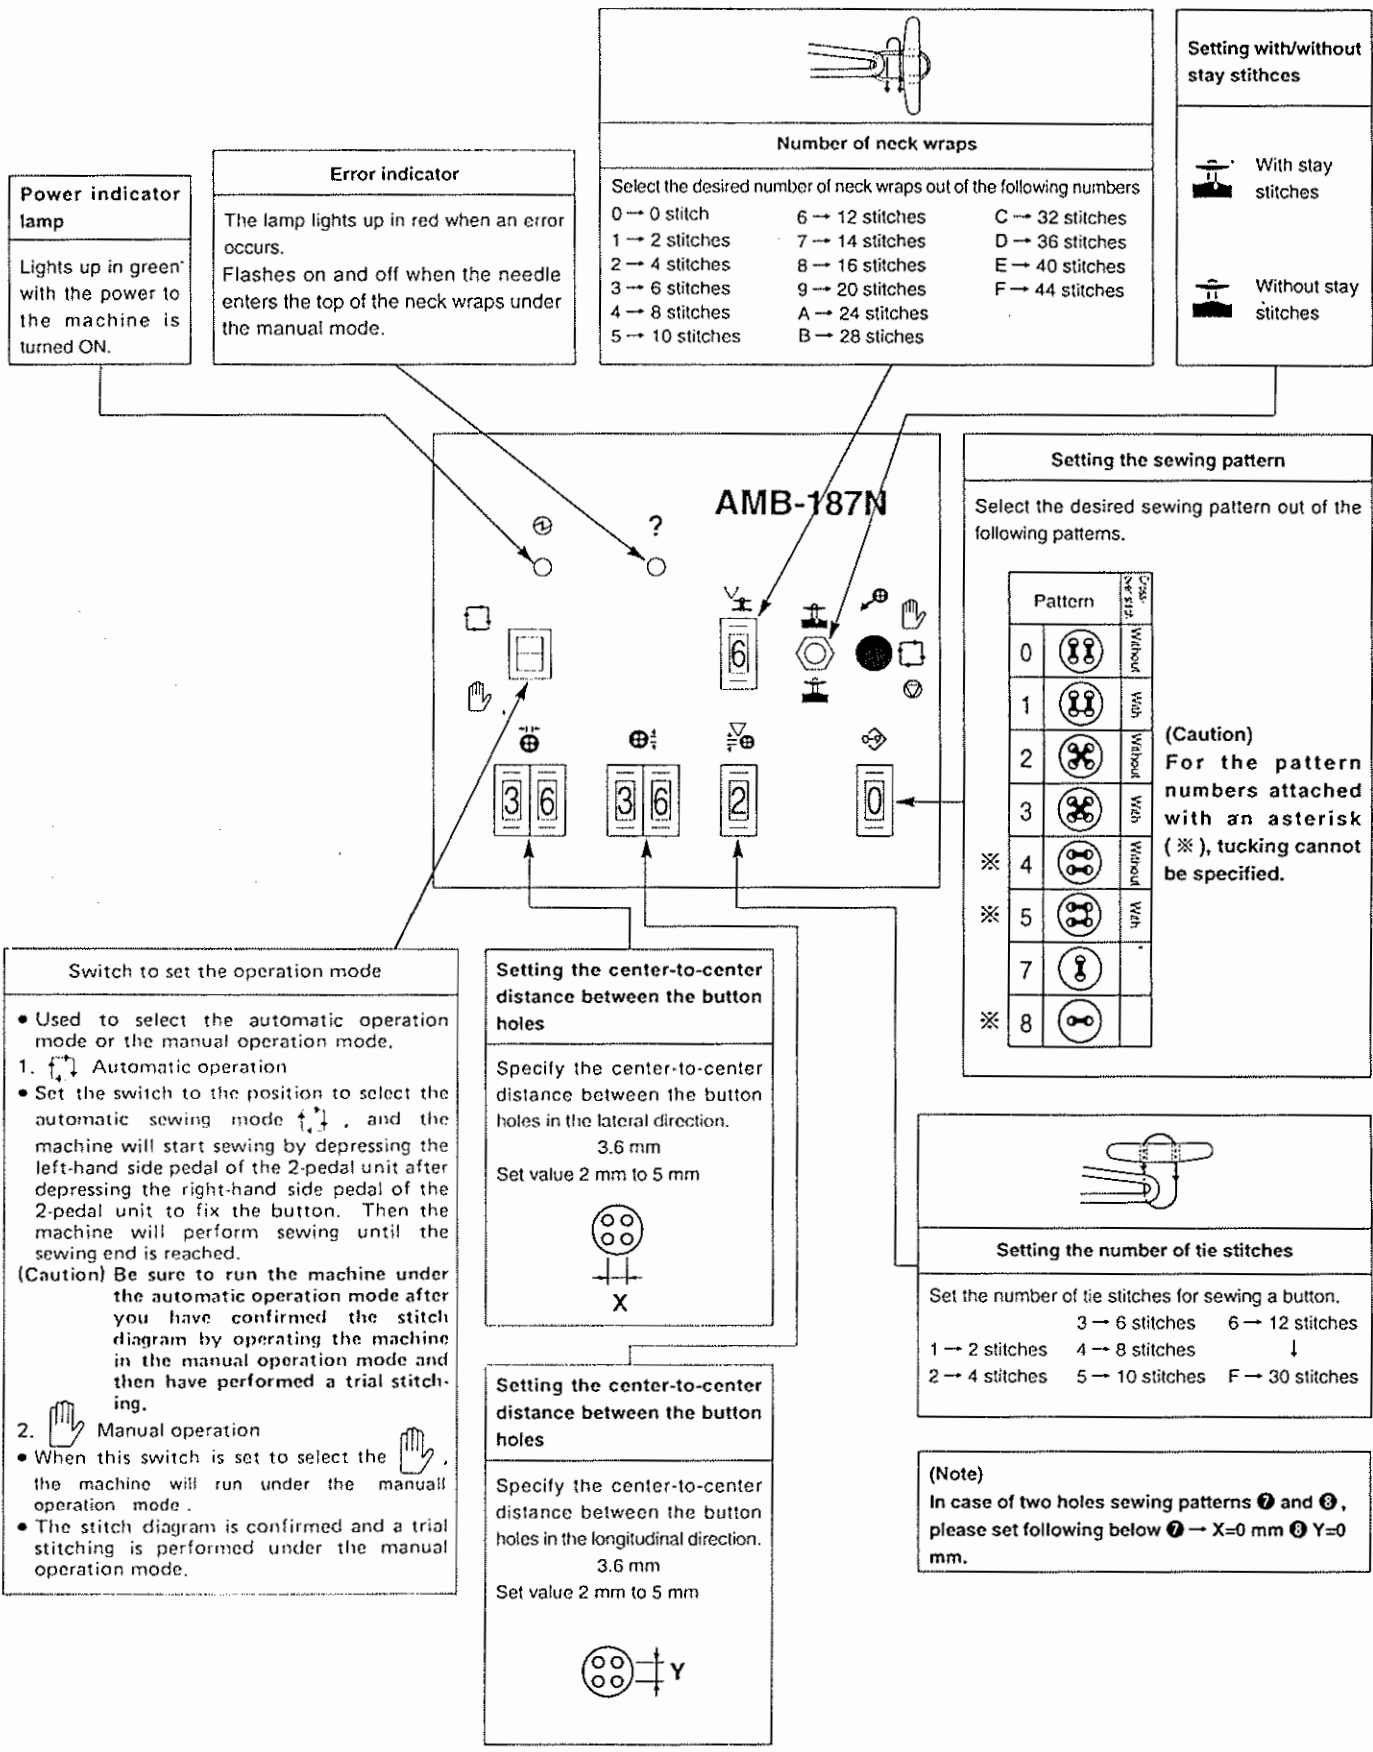 Setting with/without
stay stithces
With stay
stitches
Without stay
stitches
Number of neck wraps
Select the desired number of neck wraps out of the following numbers
0 → 0 stitch
1 → 2 stitches
2 → 4 stitches
3 → 6 stitches
4 → 8 stitches
5 → 10 stitches
6 → 12 stitches
7 → 14 stitches
8 → 16 stitches
9 → 20 stitches
A → 24 stitches
B → 28 stiches
C → 32 stitches
D → 36 stitches
E → 40 stitches
F → 44 stitches
Error indicator
The lamp lights up in red when an error
occurs.
Flashes on and off when the needle
enters the top of the neck wraps under
the manual mode.
Power indicator
lamp
Lights up in green
with the power to
the machine is
turned ON.
AMB-187N
?
6
3 6
3 6
2
0
Setting the sewing pattern
Select the desired sewing pattern out of the
following patterns.
Pattern
Cross-
over stitch
0 Without
1 With
2 Without
3 With
※ 4 Without
※ 5 With
7
※ 8
(Caution)
For the pattern
numbers attached
with an asterisk
( ※ ), tucking cannot
be specified.
Switch to set the operation mode
• Used to select the automatic operation
mode or the manual operation mode.
1. Automatic operation
• Set the switch to the position to select the
automatic sewing mode , and the
machine will start sewing by depressing the
left-hand side pedal of the 2-pedal unit after
depressing the right-hand side pedal of the
2-pedal unit to fix the button. Then the
machine will perform sewing until the
sewing end is reached.
(Caution) Be sure to run the machine under
the automatic operation mode after
you have confirmed the stitch
diagram by operating the machine
in the manual operation mode and
then have performed a trial stitch-
ing.
2. Manual operation
• When this switch is set to select the ,
the machine will run under the manuall
operation mode .
• The stitch diagram is confirmed and a trial
stitching is performed under the manual
operation mode.
Setting the center-to-center
distance between the button
holes
Specify the center-to-center
distance between the button
holes in the lateral direction.
3.6 mm
Set value 2 mm to 5 mm
X
Setting the center-to-center
distance between the button
holes
Specify the center-to-center
distance between the button
holes in the longitudinal direction.
3.6 mm
Set value 2 mm to 5 mm
Y
Setting the number of tie stitches
Set the number of tie stitches for sewing a button.
3 → 6 stitches 6 → 12 stitches
1 → 2 stitches 4 → 8 stitches ↓
2 → 4 stitches 5 → 10 stitches F → 30 stitches
(Note)
In case of two holes sewing patterns ❼ and ❽,
please set following below ❼ → X=0 mm ❽ Y=0
mm.